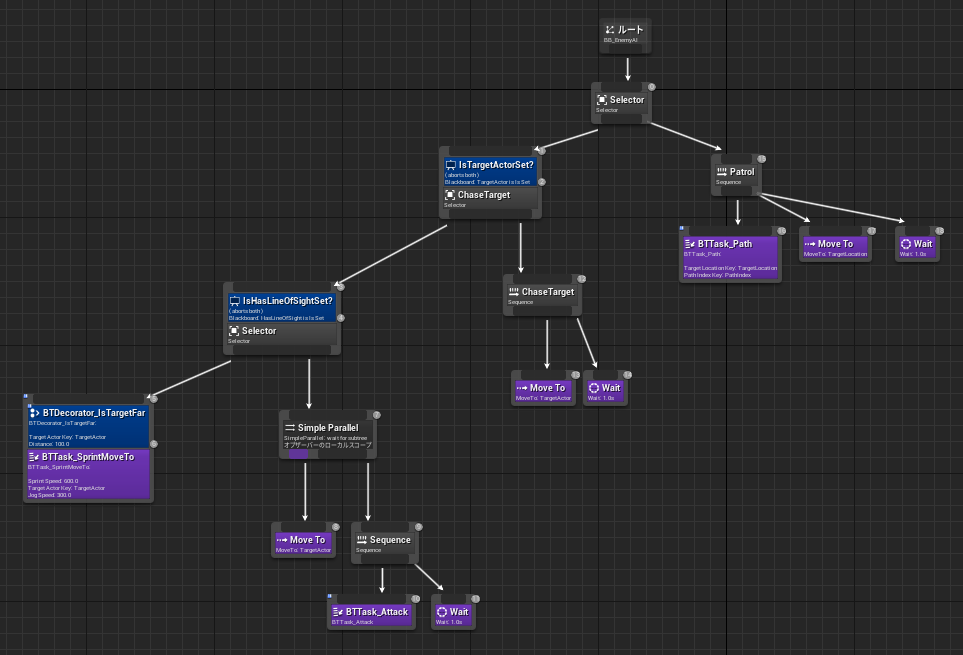 ルート
BB_EnemyAI
Selector
Selector
IsTargetActorSet?
( aborts both )
Blackboard: TargetActor is Is Set
ChaseTarget
Selector
Patrol
Sequence
BTTask_Path
BTTask_Path:
Target Location Key: TargetLocation
Path Index Key: PathIndex
Move To
MoveTo: TargetLocation
Wait
Wait: 1.0s
IsHasLineOfSightSet?
( aborts both )
Blackboard: HasLineOfSight is Is Set
Selector
Selector
ChaseTarget
Sequence
Move To
MoveTo: TargetActor
Wait
Wait: 1.0s
BTDecorator_IsTargetFar
BTDecorator_IsTargetFar:
Target Actor Key: TargetActor
Distance: 100.0
BTTask_SprintMoveTo
BTTask_SprintMoveTo:
Sprint Speed: 600.0
Target Actor Key: TargetActor
Jog Speed: 300.0
Simple Parallel
SimpleParallel: wait for subtree
オブザーバーのローカルスコープ
Move To
MoveTo: TargetActor
Sequence
Sequence
BTTask_Attack
BTTask_Attack
Wait
Wait: 1.0s